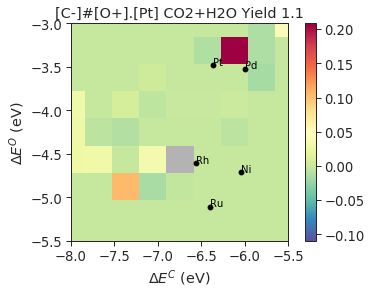 [C-]#[O+].[Pt] CO2+H2O Yield 1.1
−3.0
−3.5
−4.0
−4.5
−5.0
−5.5
ΔE^O (eV)
Pt
Pd
Rh
Ni
Ru
−8.0 −7.5 −7.0 −6.5 −6.0 −5.5
ΔE^C (eV)
0.20
0.15
0.10
0.05
0.00
−0.05
−0.10